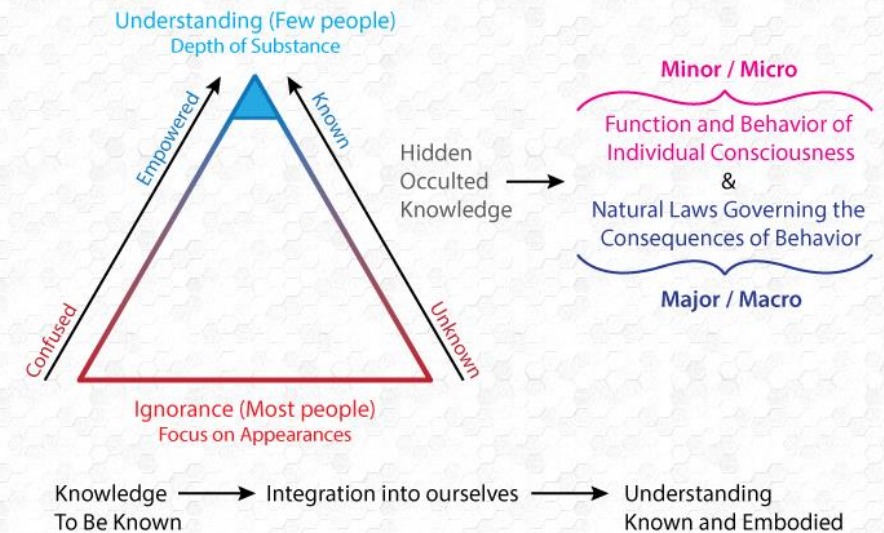 Understanding (Few people)
Depth of Substance
Empowered
Known
Confused
Unknown
Ignorance (Most people)
Focus on Appearances
Hidden
Occulted
Knowledge
Minor / Micro
Function and Behavior of
Individual Consciousness
&
Natural Laws Governing the
Consequences of Behavior
Major / Macro
Knowledge
To Be Known
Integration into ourselves
Understanding
Known and Embodied